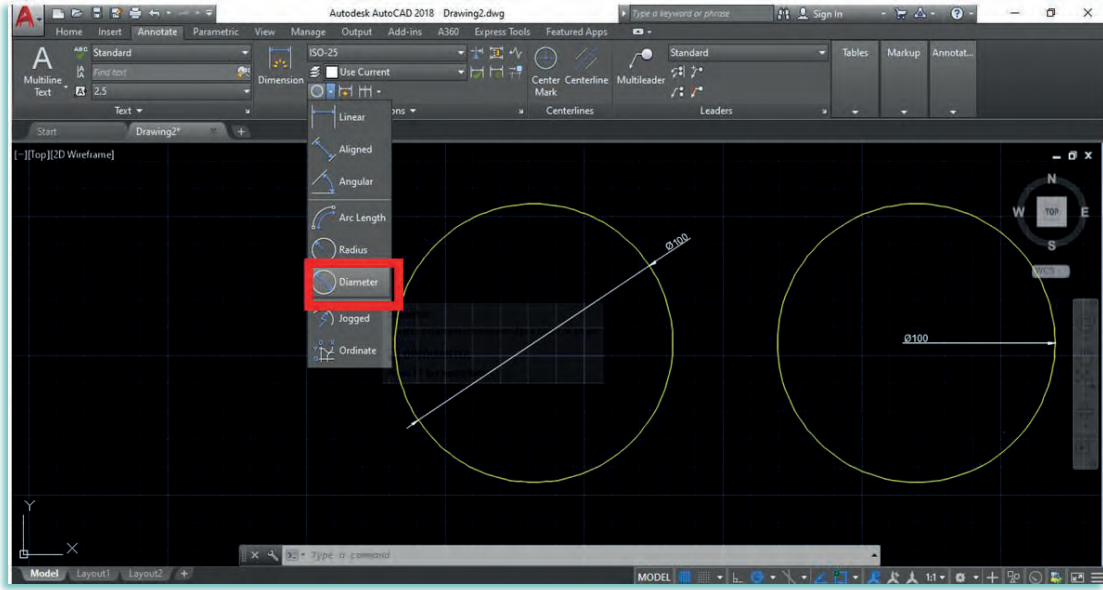 Autodesk AutoCAD 2018 Drawing2.dwg
Type a keyword or phrase
Sign In
Home Insert Annotate Parametric View Manage Output Add-ins A360 Express Tools Featured Apps
A
ABC
Standard
Find text
2.5
Multiline Text
Text
Dimension
ISO-25
Use Current
Center Mark
Centerline
Centerlines
Multileader
Standard
Leaders
Tables
Markup
Annotat...
ons
Start
Drawing2*
[−][Top][2D Wireframe]
Linear
Aligned
Angular
Arc Length
Radius
Diameter
Jogged
Ordinate
Ø100
Ø100
N
W
TOP
E
S
WCS
Y
X
Type a command
Model Layout1 Layout2 +
MODEL
1:1